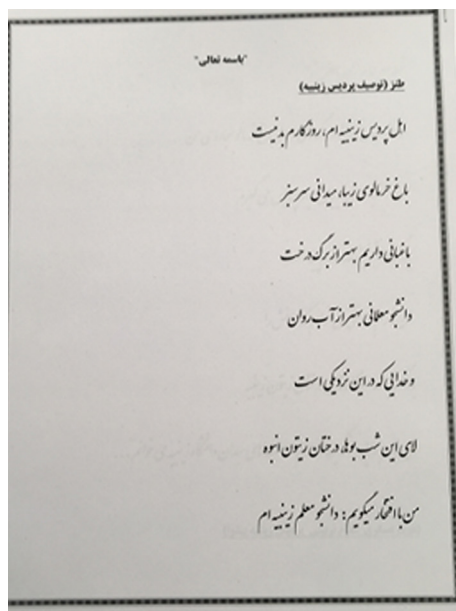 "باسمه تعالی"
طنز (توصیف پردیس زینبیه)
اهل پردیس زینبیه ام، روزگارم بد نیست
باغ خرمالوی زیبا، میدانی سرسبز
باغبانی داریم بهتر از برگ درخت
دانشجو معلمانی بهتر از آب روان
و خدایی که در این نزدیکی است
لای این شب بوها، درختان زیتون انبوه
من با افتخار میگویم: دانشجو معلم زینبیه ام